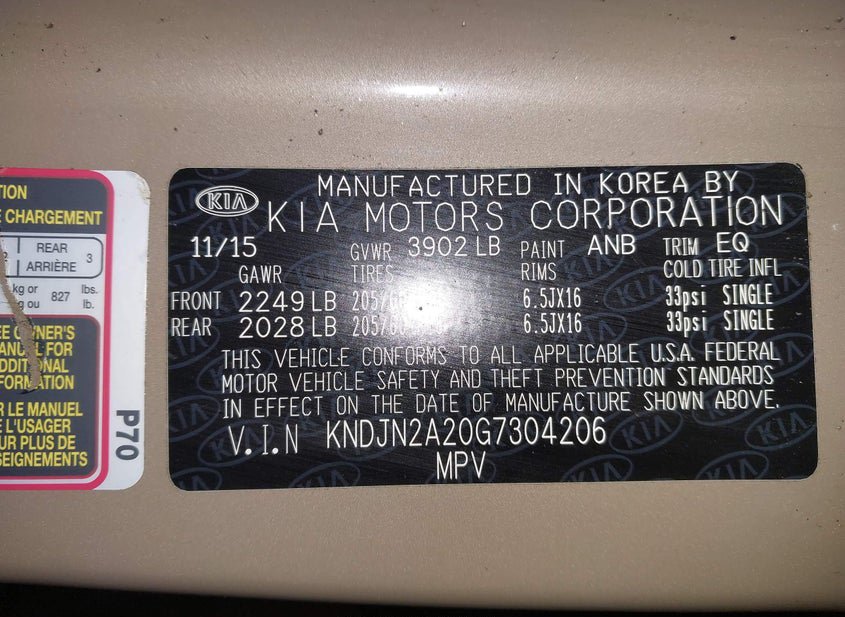 TION
E CHARGEMENT
REAR
ARRIÈRE 3
kg or 827 lbs.
ou lb.
OWNER'S
FOR
P70
KIA
MANUFACTURED IN KOREA BY
KIA MOTORS CORPORATION
11/15 GVWR 3902 LB PAINT ANB TRIM EQ
GAWR TIRES RIMS COLD TIRE INFL
FRONT 2249 LB 6.5JX16 33psi SINGLE
REAR 2028 LB 6.5JX16 33psi SINGLE
THIS VEHICLE CONFORMS TO ALL APPLICABLE U.S.A. FEDERAL
MOTOR VEHICLE SAFETY AND THEFT PREVENTION STANDARDS
IN EFFECT ON THE DATE OF MANUFACTURE SHOWN ABOVE.
V.I.N KNDJN2A20G7304206
MPV
R LE MANUEL
E L'USAGER
UR PLUS DE
SEIGNEMENTS